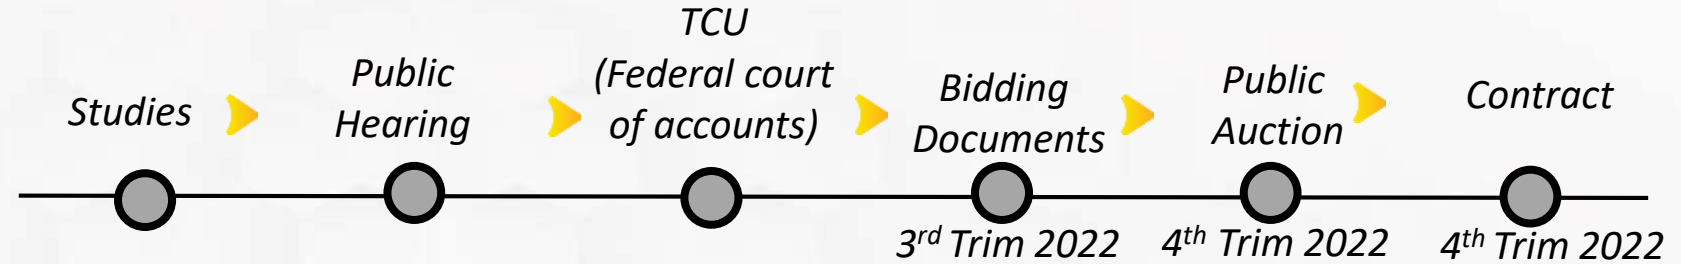 Studies
Public
Hearing
TCU
(Federal court
of accounts)
Bidding
Documents
Public
Auction
Contract
3rd Trim 2022
4th Trim 2022
4th Trim 2022